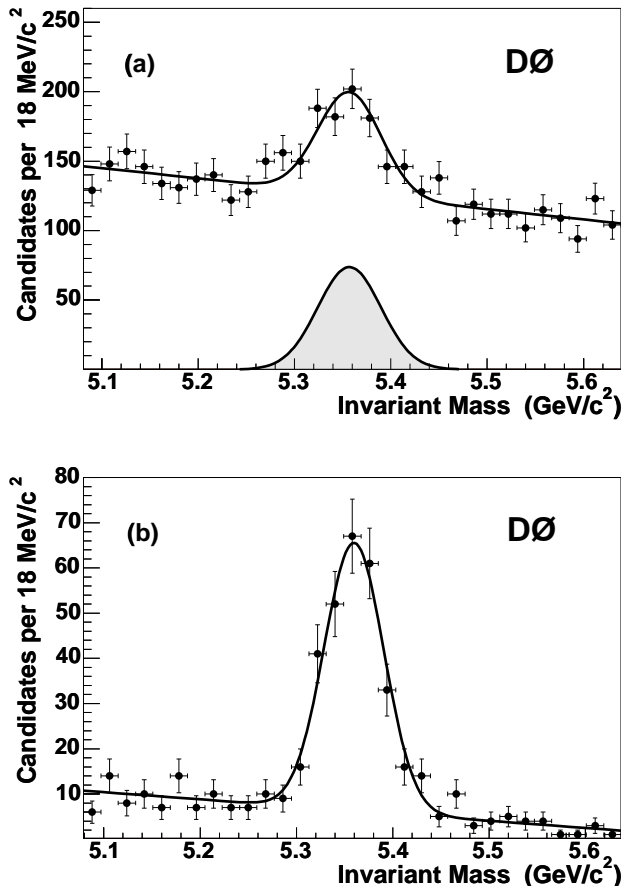 Candidates per 18 MeV/c²
250
200
150
100
50
(a)
DØ
5.1 5.2 5.3 5.4 5.5 5.6
Invariant Mass (GeV/c²)
Candidates per 18 MeV/c²
80
70
60
50
40
30
20
10
(b)
DØ
5.1 5.2 5.3 5.4 5.5 5.6
Invariant Mass (GeV/c²)